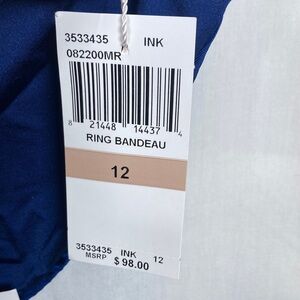 3533435 INK
082200MR
8 21448 14437 4
RING BANDEAU
12
3533435 INK 12
MSRP $98.00